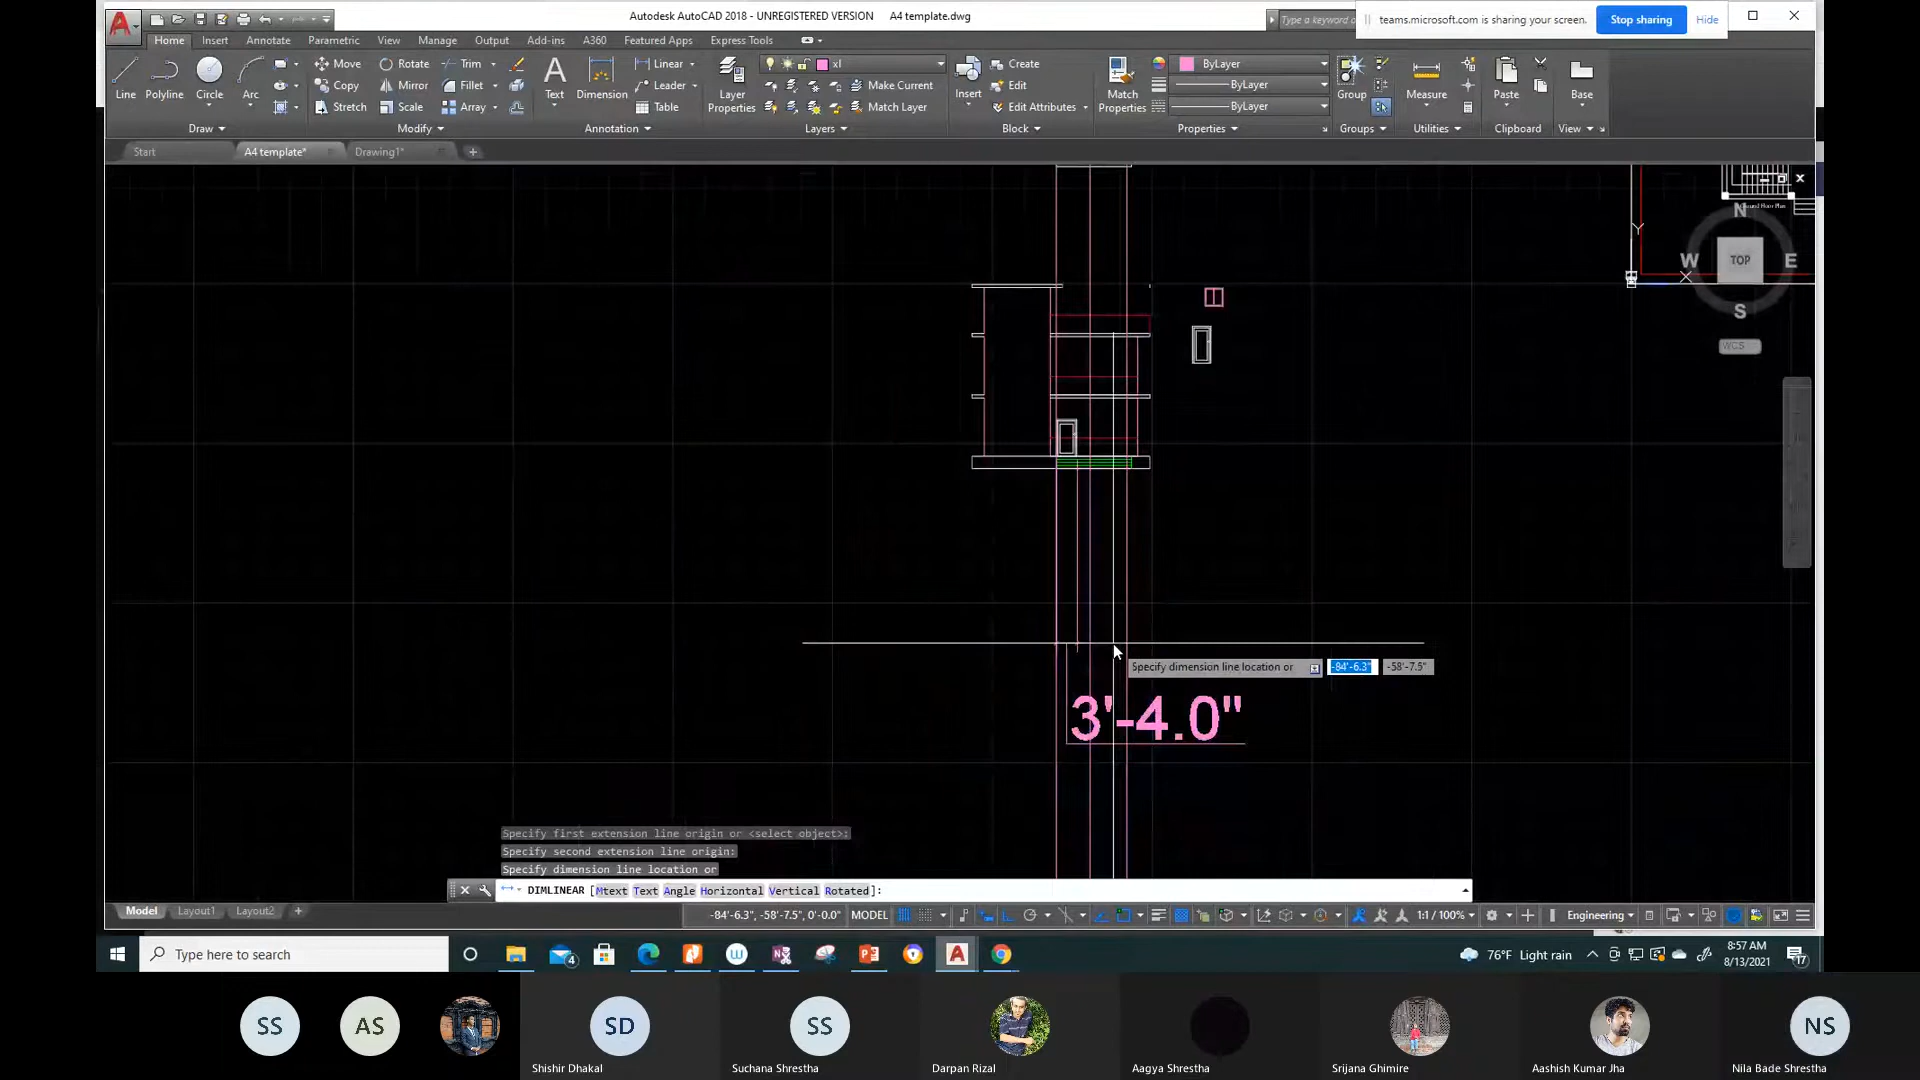 Autodesk AutoCAD 2018 - UNREGISTERED VERSION A4 template.dwg
Type a keyword o
teams.microsoft.com is sharing your screen.
Stop sharing
Hide
Home Insert Annotate Parametric View Manage Output Add-ins A360 Featured Apps Express Tools
Line
Polyline
Circle
Arc
Move
Rotate
Trim
Copy
Mirror
Fillet
Stretch
Scale
Array
Text
Dimension
Linear
Leader
Table
Layer
Properties
xl
Make Current
Match Layer
Insert
Create
Edit
Edit Attributes
Match
Properties
ByLayer
ByLayer
ByLayer
Group
Measure
Paste
Base
Draw
Modify
Annotation
Layers
Block
Properties
Groups
Utilities
Clipboard
View
Start
A4 template*
Drawing1*
Ground Floor Plan
N
W
TOP
E
S
WCS
Y
X
Specify dimension line location or
-84'-6.3"
-58'-7.5"
3'-4.0"
Specify first extension line origin or <select object>:
Specify second extension line origin:
Specify dimension line location or
DIMLINEAR [Mtext Text Angle Horizontal Vertical Rotated]:
Model Layout1 Layout2
-84'-6.3", -58'-7.5", 0'-0.0" MODEL
1:1 / 100%
Engineering
Type here to search
4
76°F Light rain
8:57 AM
8/13/2021
17
SS
AS
SD
SS
NS
Shishir Dhakal
Suchana Shrestha
Darpan Rizal
Aagya Shrestha
Srijana Ghimire
Aashish Kumar Jha
Nila Bade Shrestha